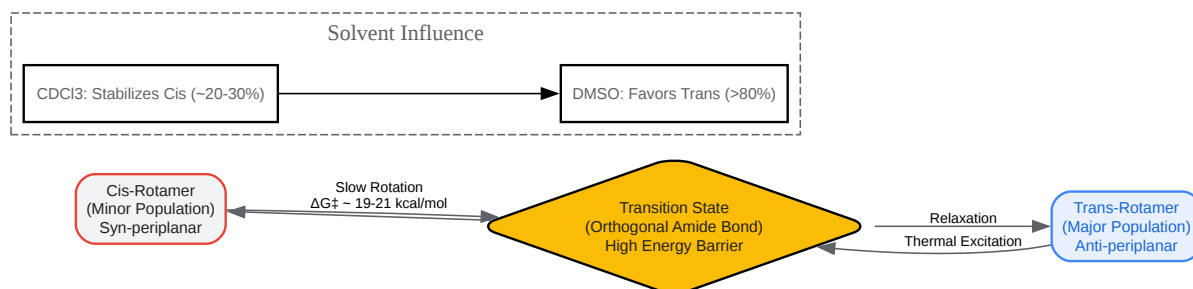 Solvent Influence
CDCl3: Stabilizes Cis (~20-30%)
DMSO: Favors Trans (>80%)
Cis-Rotamer
(Minor Population)
Syn-periplanar
Slow Rotation
ΔG‡ ~ 19-21 kcal/mol
Transition State
(Orthogonal Amide Bond)
High Energy Barrier
Relaxation
Thermal Excitation
Trans-Rotamer
(Major Population)
Anti-periplanar